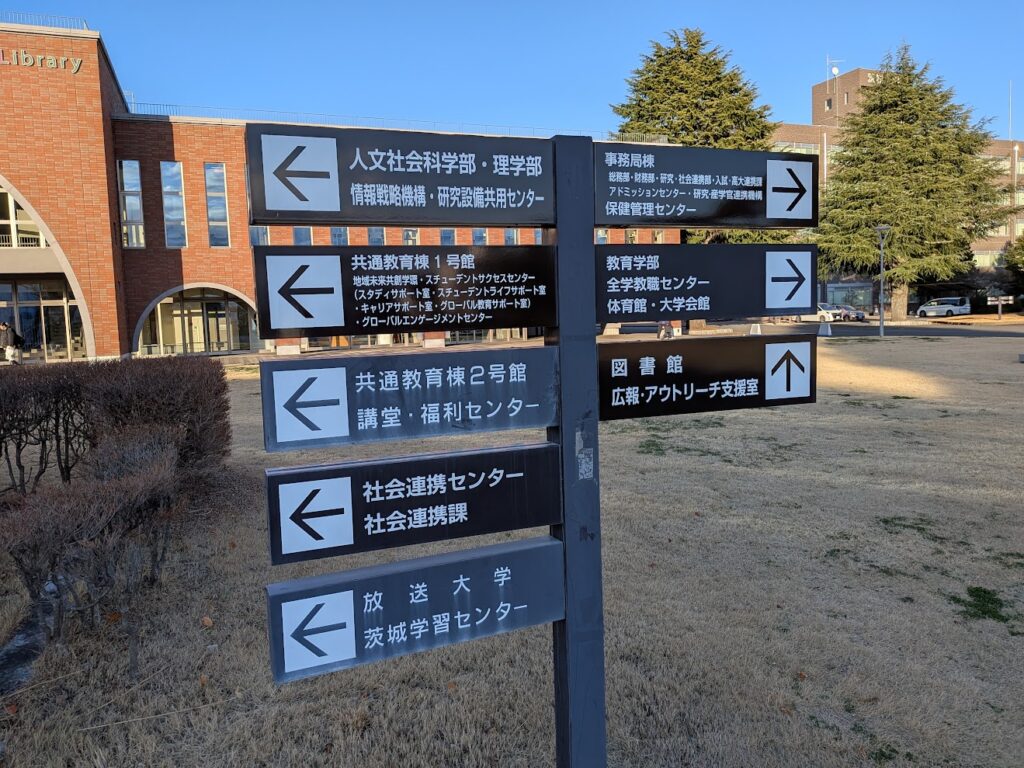 Library
人文社会科学部・理学部
情報戦略機構・研究設備共用センター
共通教育棟1号館
地域未来共創学環・スチューデントサクセスセンター
(スタディサポート室・スチューデントライフサポート室
・キャリアサポート室・グローバル教育サポート室)
・グローバルエンゲージメントセンター
共通教育棟2号館
講堂・福利センター
社会連携センター
社会連携課
放送大学
茨城学習センター
事務局棟
総務部・財務部・研究・社会連携部・入試・高大連携課
アドミッションセンター・研究・産学官連携機構
保健管理センター
教育学部
全学教職センター
体育館・大学会館
図書館
広報・アウトリーチ支援室